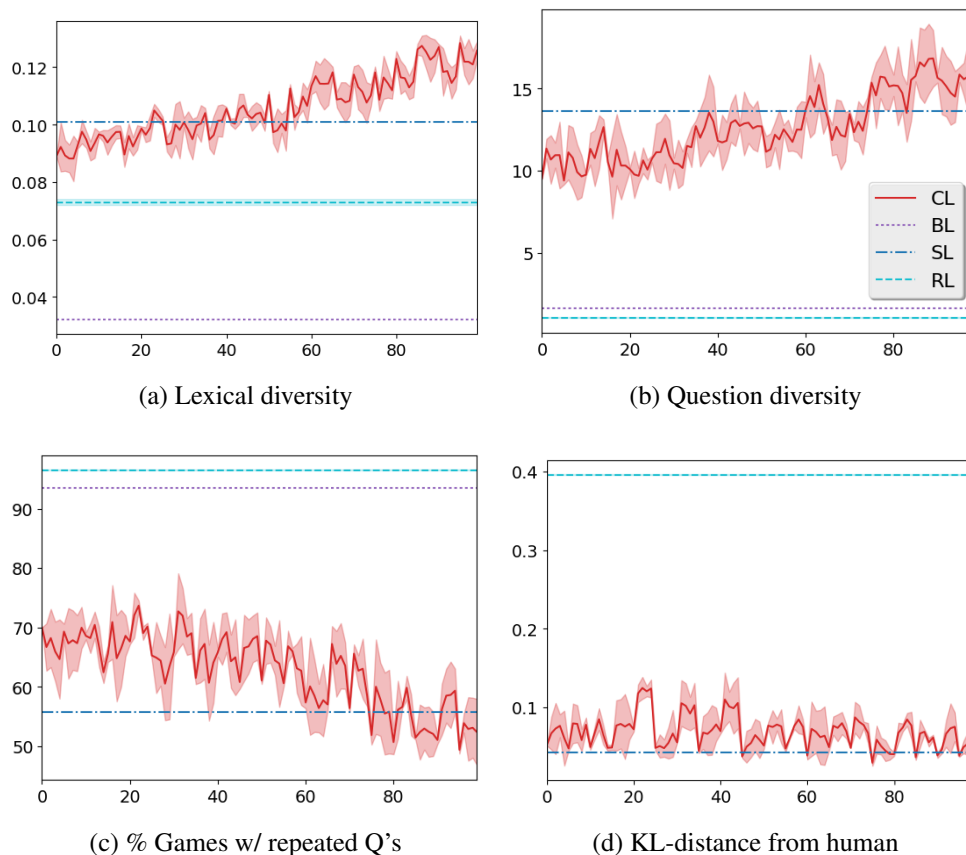 0.12
0.10
0.08
0.06
0.04
0 20 40 60 80
(a) Lexical diversity
15
10
5
CL
BL
SL
RL
0 20 40 60 80
(b) Question diversity
90
80
70
60
50
0 20 40 60 80
(c) % Games w/ repeated Q's
0.4
0.3
0.2
0.1
0 20 40 60 80
(d) KL-distance from human